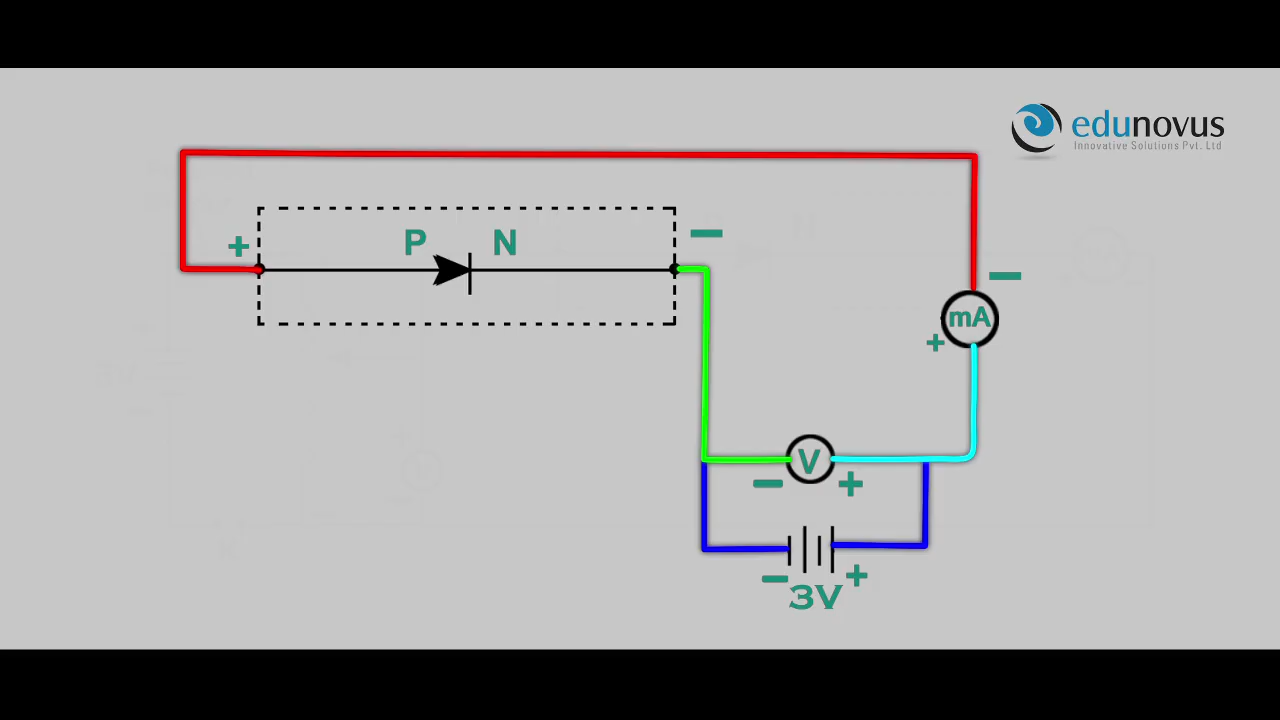 edunovus
Innovative Solutions Pvt. Ltd
+ P N −
−
mA
+
V
− +
− +
3V